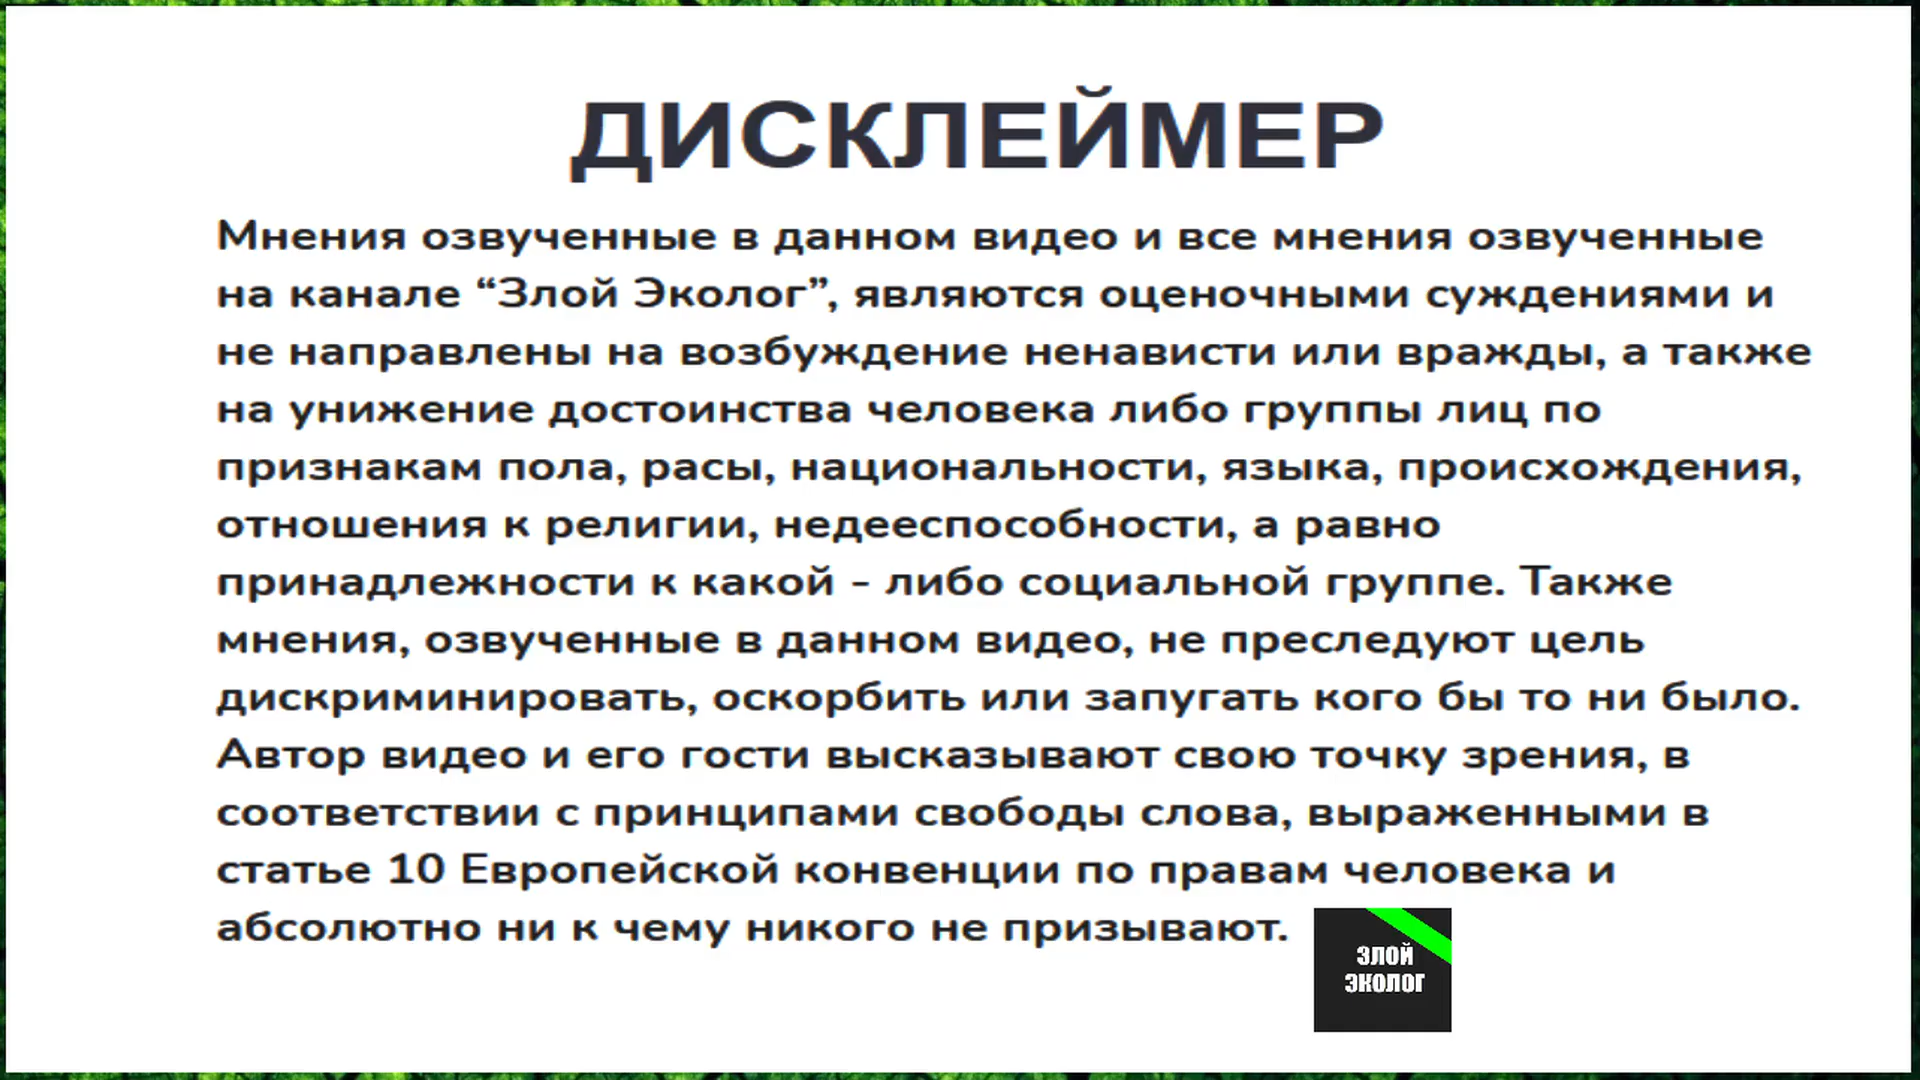 ДИСКЛЕЙМЕР
Мнения озвученные в данном видео и все мнения озвученные
на канале “Злой Эколог”, являются оценочными суждениями и
не направлены на возбуждение ненависти или вражды, а также
на унижение достоинства человека либо группы лиц по
признакам пола, расы, национальности, языка, происхождения,
отношения к религии, недееспособности, а равно
принадлежности к какой - либо социальной группе. Также
мнения, озвученные в данном видео, не преследуют цель
дискриминировать, оскорбить или запугать кого бы то ни было.
Автор видео и его гости высказывают свою точку зрения, в
соответствии с принципами свободы слова, выраженными в
статье 10 Европейской конвенции по правам человека и
абсолютно ни к чему никого не призывают.
ЗЛОЙ
ЭКОЛОГ